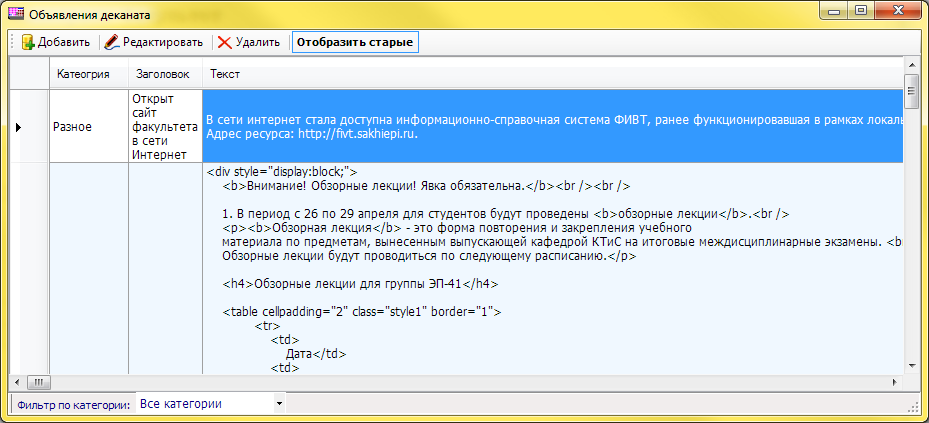 Объявления деканата
Добавить Редактировать Удалить Отобразить старые
Катеогрия Заголовок Текст
Разное
Открыт
сайт
факультета
в сети
Интернет
В сети интернет стала доступна информационно-справочная система ФИВТ, ранее функционировавшая в рамках локаль
Адрес ресурса: http://fivt.sakhiepi.ru.
<div style="display:block;">
<b>Внимание! Обзорные лекции! Явка обязательна.</b><br /><br />
1. В период с 26 по 29 апреля для студентов будут проведены <b>обзорные лекции</b>.<br />
<p><b>Обзорная лекция</b> - это форма повторения и закрепления учебного
материала по предметам, вынесенным выпускающей кафедрой КТиС на итоговые междисциплинарные экзамены. <b
Обзорные лекции будут проводиться по следующему расписанию.</p>
<h4>Обзорные лекции для группы ЭП-41</h4>
<table cellpadding="2" class="style1" border="1">
<tr>
<td>
Дата</td>
<td>
Фильтр по категории: Все категории